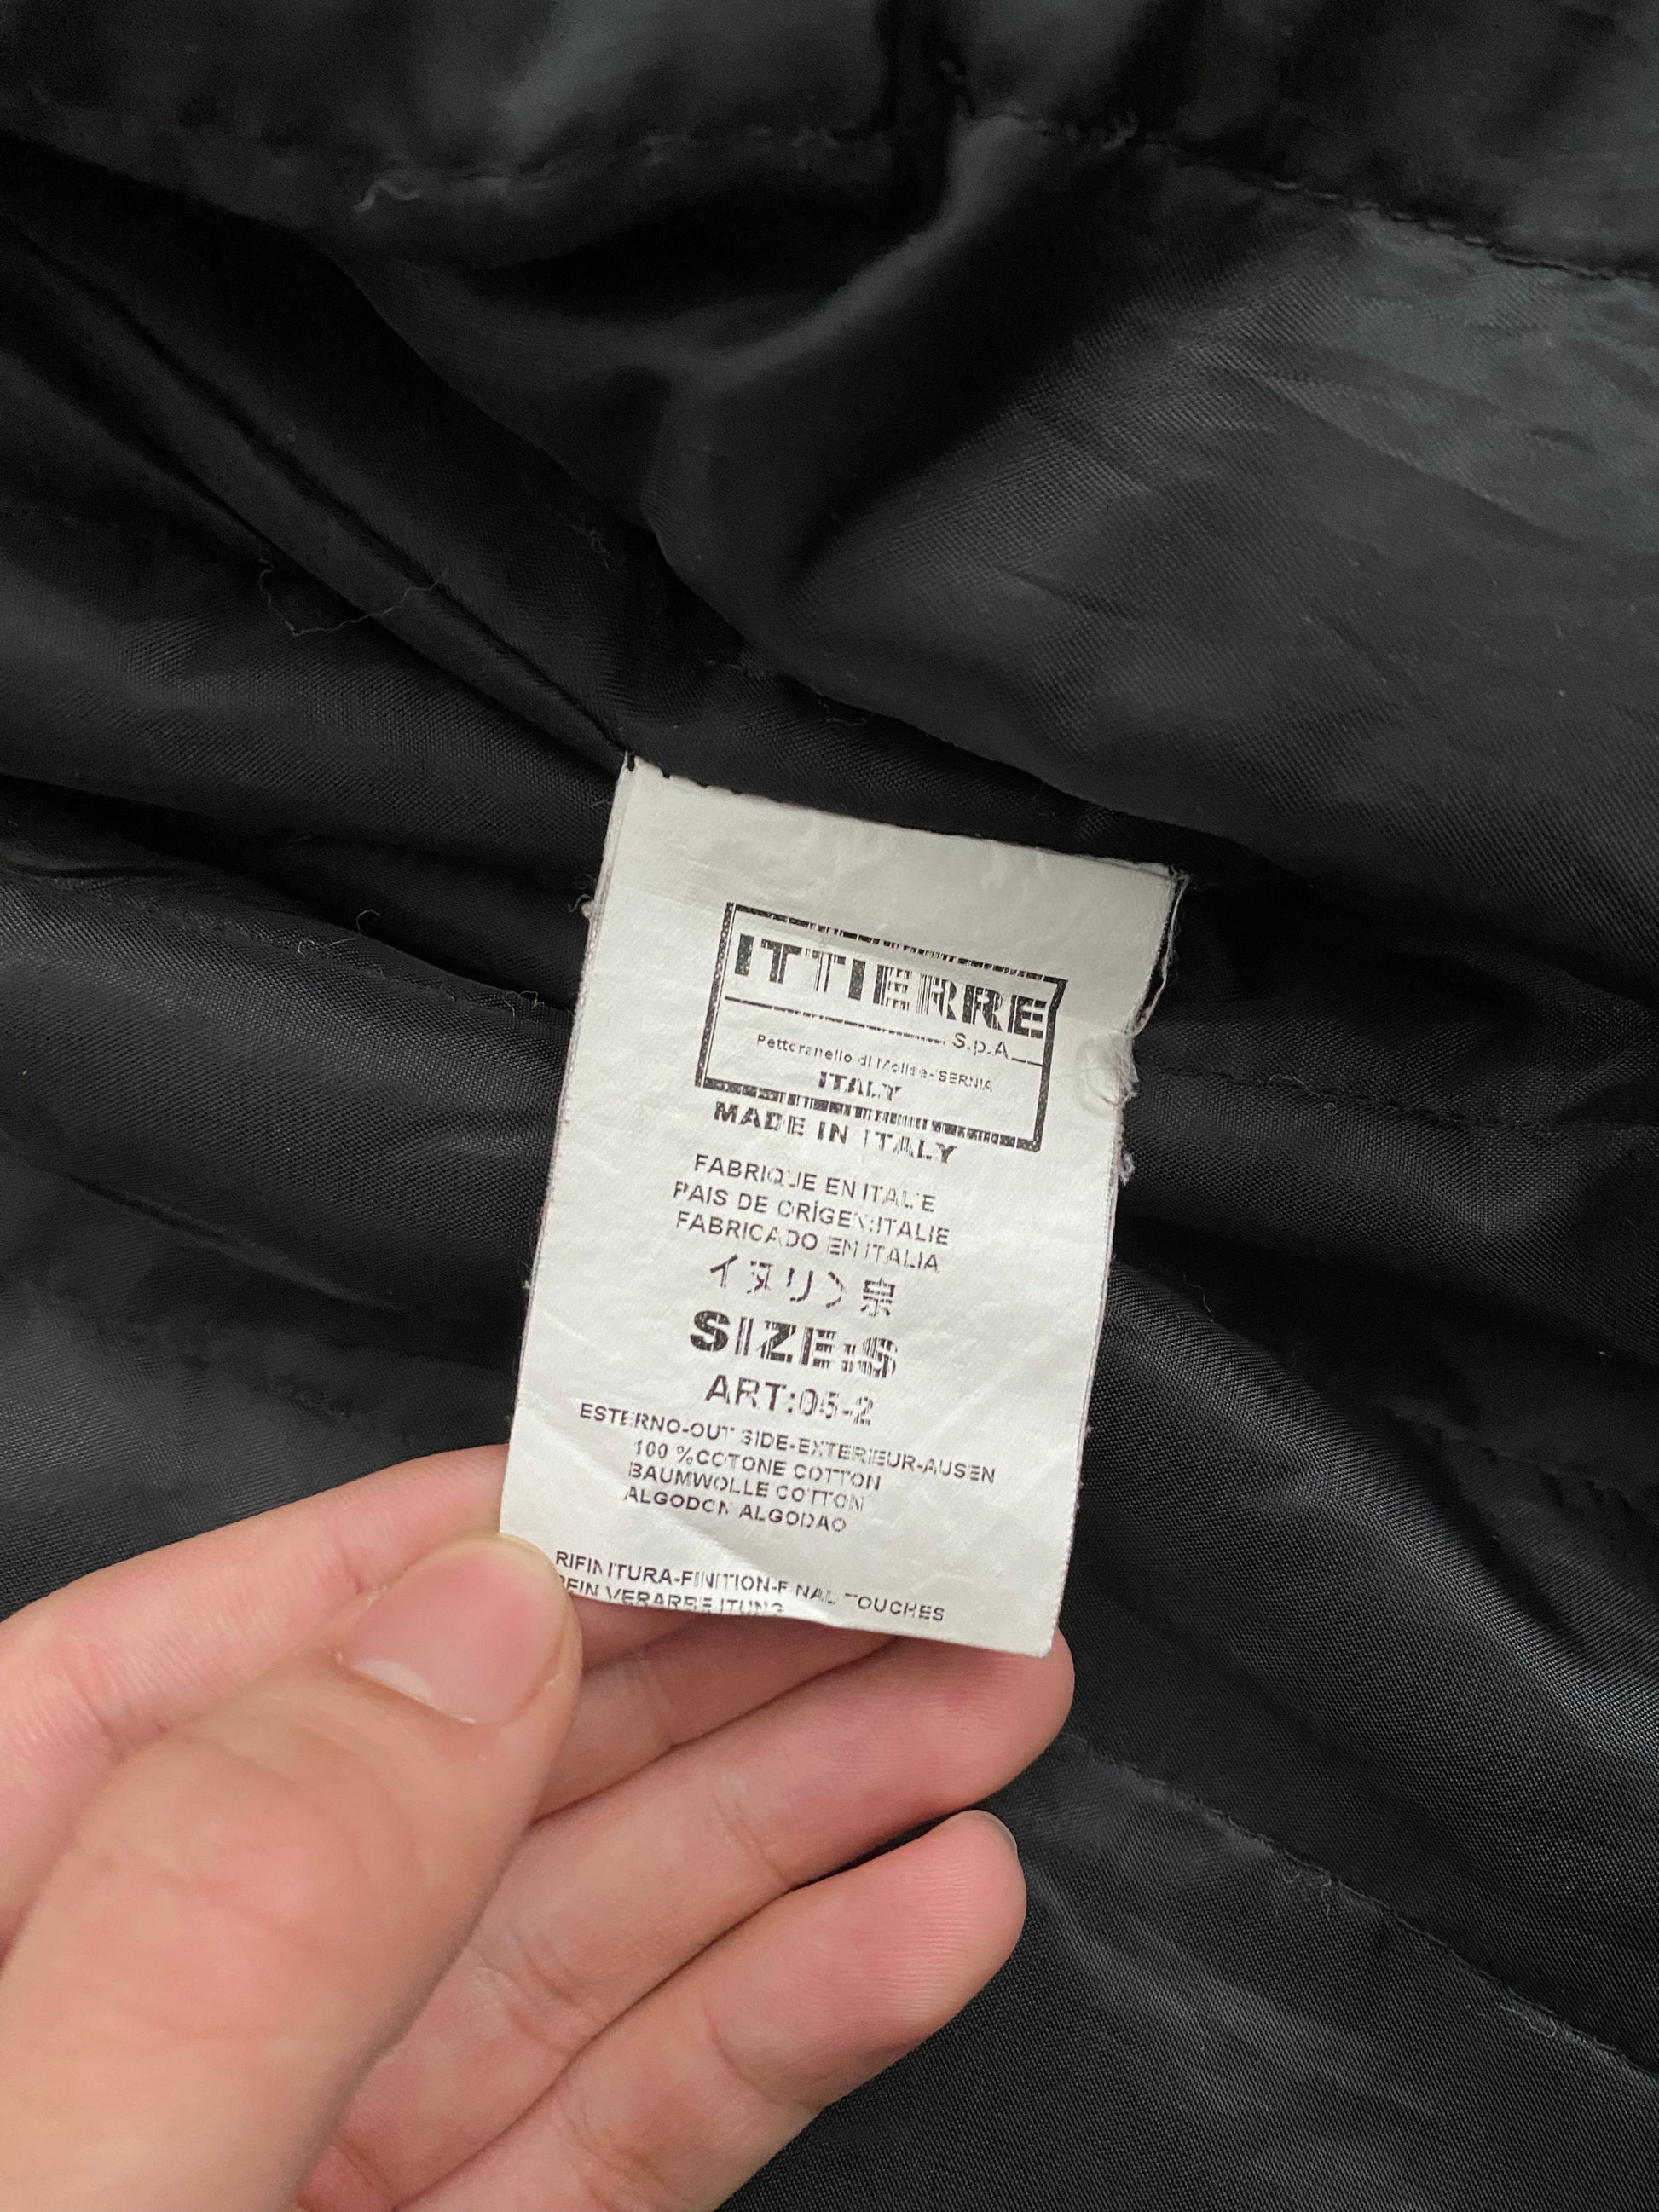 ITTIERRE
S.p.A
Pettoranello di Molise-ISERNIA
ITALY
MADE IN ITALY
FABRIQUE EN ITALIE
PAIS DE ORÍGEN:ITALIE
FABRICADO EN ITALIA
SIZE:S
ART:05-2
ESTERNO-OUT SIDE-EXTERIEUR-AUSEN
100 %COTONE COTTON
BAUMWOLLE COTTON
ALGODON ALGODAO
RIFINITURA-FINITION-FINAL TOUCHES
VERARBEITUNG